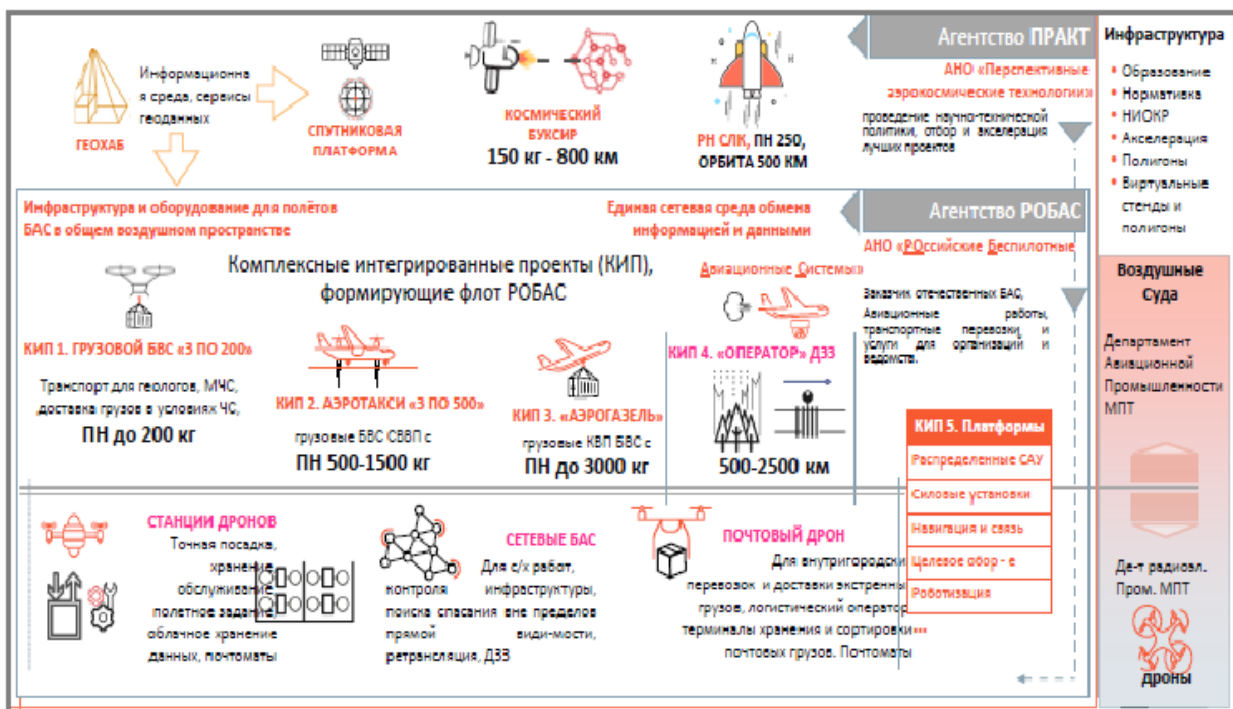 Агентство ПРАКТ
АНО «Перспективные
аэрокосмические технологии»
проведение научно-технической
политики, отбор и акселерация
лучших проектов
ГЕОХАБ
Информационна
я среда, сервисы
геоданных
СПУТНИКОВАЯ
ПЛАТФОРМА
КОСМИЧЕСКИЙ
БУКСИР
150 кг - 800 км
РН СЛК, ПН 250,
ОРБИТА 500 КМ
Инфраструктура
• Образование
• Нормативка
• НИОКР
• Акселерация
• Полигоны
• Виртуальные
стенды и
полигоны
Инфраструктура и оборудование для полётов
БАС в общем воздушном пространстве
Единая сетевая среда обмена
информацией и данными
Агентство РОБАС
АНО «РОссийские Беспилотные
Авиационные Системы»
Заказчик отечественных БАС,
Авиационные работы,
транспортные перевозки и
услуги для организаций и
ведомств.
Комплексные интегрированные проекты (КИП),
формирующие флот РОБАС
КИП 1. ГРУЗОВОЙ БВС «3 ПО 200»
Транспорт для геологов, МЧС,
доставка грузов в условиях ЧС,
ПН до 200 кг
КИП 2. АЭРОТАКСИ «3 ПО 500»
грузовые БВС СВВП с
ПН 500-1500 кг
КИП 3. «АЭРОГАЗЕЛЬ»
грузовые КВП БВС с
ПН до 3000 кг
КИП 4. «ОПЕРАТОР» ДЗЗ
500-2500 км
КИП 5. Платформы
Распределенные САУ
Силовые установки
Навигация и связь
Целевое обор - е
Роботизация
...
Воздушные
Суда
Департамент
Авиационной
Промышленности
МПТ
Де-т радиоэл.
Пром. МПТ
дроны
СТАНЦИИ ДРОНОВ
Точная посадка,
хранение,
обслуживание,
полетное задание,
облачное хранение
данных, почтоматы
СЕТЕВЫЕ БАС
Для с/х работ,
контроля инфраструктуры,
поиска спасания вне пределов
прямой види-мости,
ретрансляция, ДЗЗ
ПОЧТОВЫЙ ДРОН
Для внутригородски
перевозок и доставки экстренны
грузов, логистический оператор
терминалы хранения и сортировки
почтовых грузов. Почтоматы